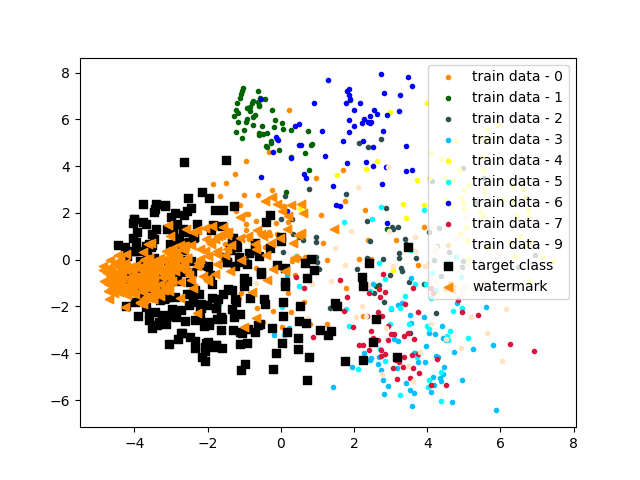 8
6
4
2
0
−2
−4
−6
−4
−2
0
2
4
6
8
train data - 0
train data - 1
train data - 2
train data - 3
train data - 4
train data - 5
train data - 6
train data - 7
train data - 9
target class
watermark